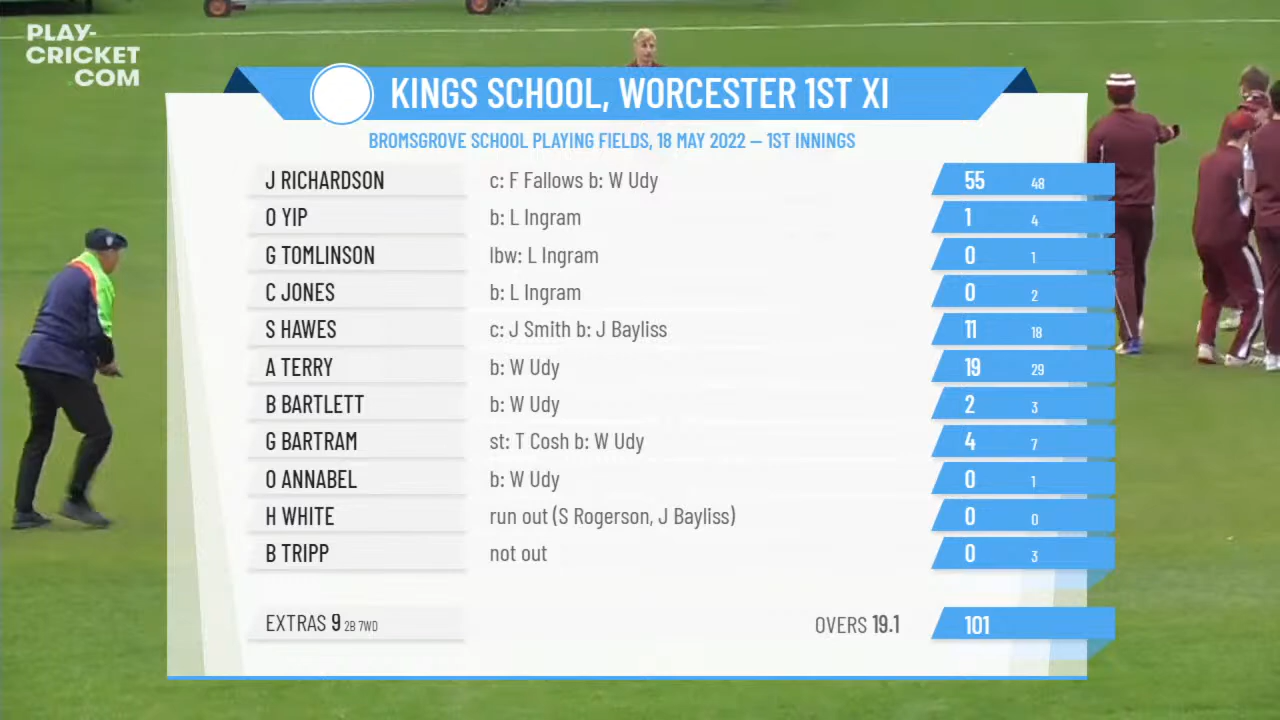 PLAY-
CRICKET
COM
KINGS SCHOOL, WORCESTER 1ST XI
BROMSGROVE SCHOOL PLAYING FIELDS, 18 MAY 2022 – 1ST INNINGS
J RICHARDSON c: F Fallows b: W Udy 55 48
O YIP b: L Ingram 1 4
G TOMLINSON lbw: L Ingram 0 1
C JONES b: L Ingram 0 2
S HAWES c: J Smith b: J Bayliss 11 18
A TERRY b: W Udy 19 29
B BARTLETT b: W Udy 2 3
G BARTRAM st: T Cosh b: W Udy 4 7
O ANNABEL b: W Udy 0 1
H WHITE run out (S Rogerson, J Bayliss) 0 0
B TRIPP not out 0 3
EXTRAS 9 2B 7WD OVERS 19.1 101